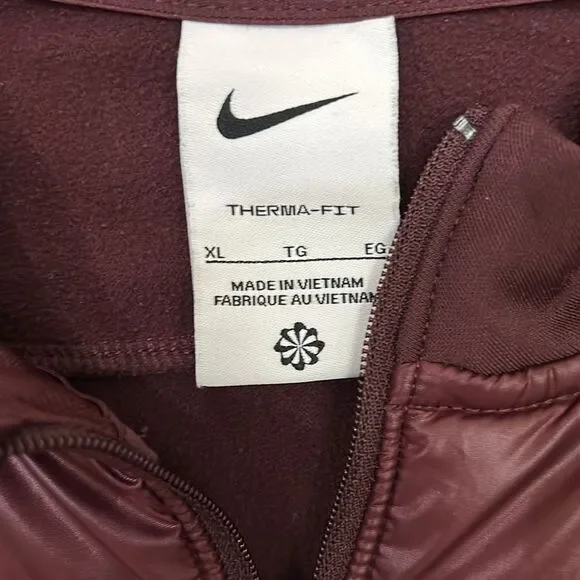 THERMA-FIT
XL TG EG
MADE IN VIETNAM
FABRIQUE AU VIETNAM